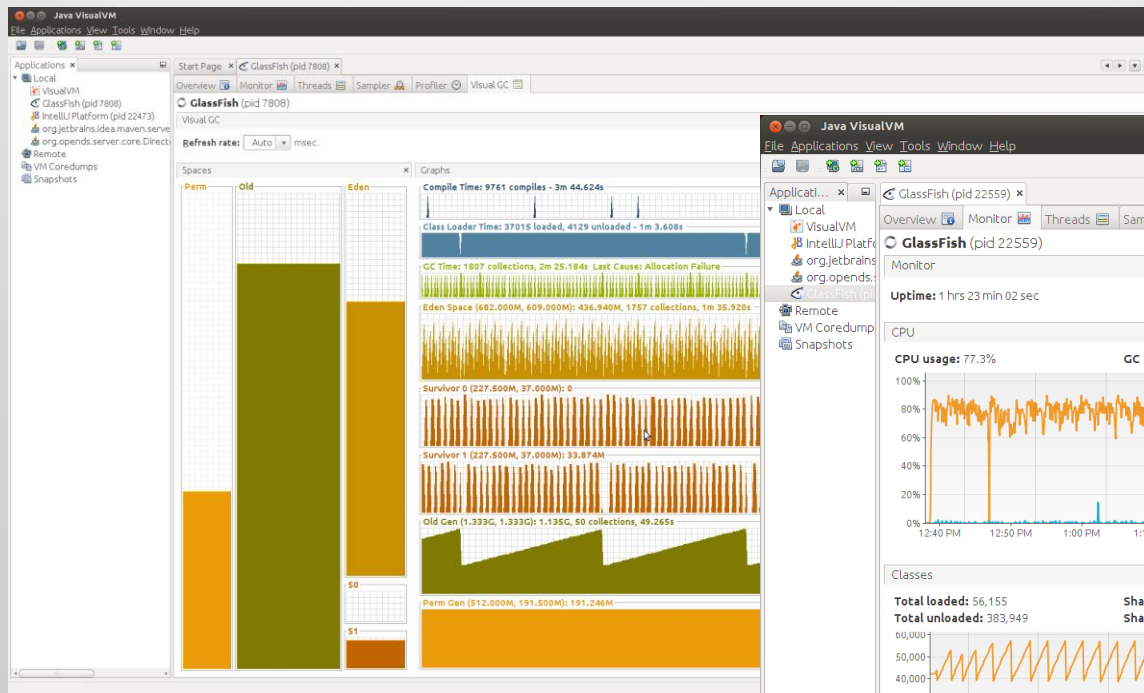 Java VisualVM
File Applications View Tools Window Help
Applications
Local
VisualVM
GlassFish (pid 7808)
IntelliJ Platform (pid 22473)
org.jetbrains.idea.maven.serve
org.opends.server.core.Direct
Remote
VM Coredumps
Snapshots
Start Page GlassFish (pid 7808)
Overview Monitor Threads Sampler Profiler Visual GC
GlassFish (pid 7808)
Visual GC
Refresh rate: Auto msec.
Spaces
Perm Old Eden
S0
S1
Graphs
Compile Time: 9761 compiles - 3m 44.624s
Class Loader Time: 37015 loaded, 4129 unloaded - 1m 3.608s
GC Time: 1807 collections, 2m 25.184s Last Cause: Allocation Failure
Eden Space (682.000M, 609.000M): 436.940M, 1757 collections, 1m 35.920s
Survivor 0 (227.500M, 37.000M): 0
Survivor 1 (227.500M, 37.000M): 33.874M
Old Gen (1.333G, 1.333G): 1.135G, 50 collections, 49.265s
Perm Gen (512.000M, 191.500M): 191.246M
Java VisualVM
File Applications View Tools Window Help
Applicati...
Local
VisualVM
IntelliJ Platf
org.jetbrains
org.opends.s
GlassFish (pi
Remote
VM Coredump
Snapshots
GlassFish (pid 22559)
Overview Monitor Threads Sam
GlassFish (pid 22559)
Monitor
Uptime: 1 hrs 23 min 02 sec
CPU
CPU usage: 77.3% GC
100%
80%
60%
40%
20%
0%
12:40 PM 12:50 PM 1:00 PM 1:1
Classes
Total loaded: 56,155 Sha
Total unloaded: 383,949 Sha
60,000
50,000
40,000